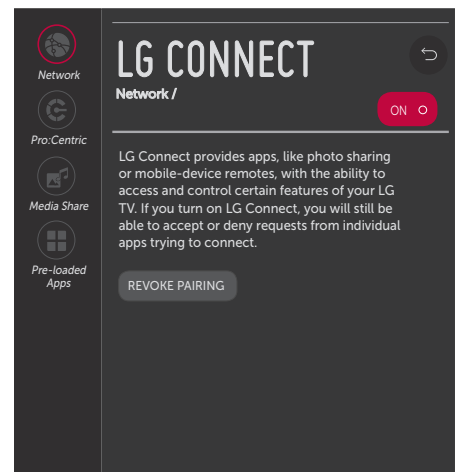 Network
Pro:Centric
Media Share
Pre-loaded
Apps
LG CONNECT
Network /
ON
LG Connect provides apps, like photo sharing
or mobile-device remotes, with the ability to
access and control certain features of your LG
TV. If you turn on LG Connect, you will still be
able to accept or deny requests from individual
apps trying to connect.
REVOKE PAIRING